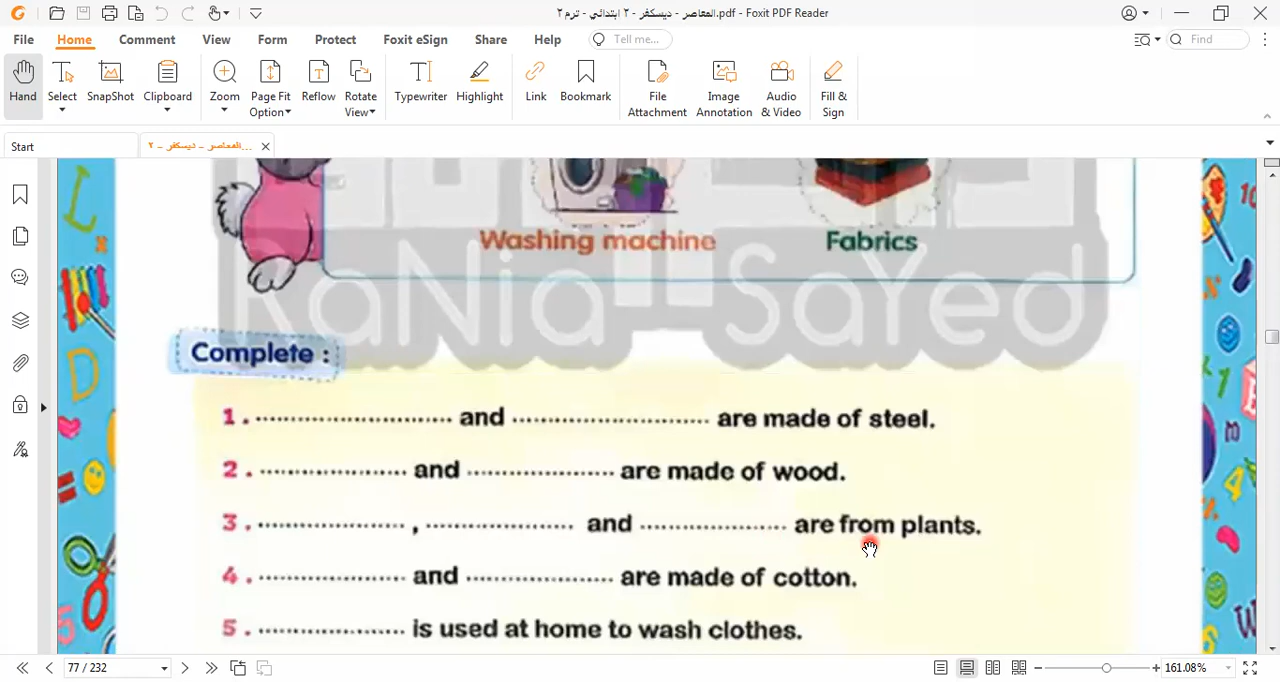 المعاصر - ديسكفر - ٢ ابتدائي - ترم٢.pdf - Foxit PDF Reader
File Home Comment View Form Protect Foxit eSign Share Help Tell me... Find
Hand Select SnapShot Clipboard Zoom Page Fit Option Reflow Rotate View Typewriter Highlight Link Bookmark File Attachment Image Annotation Audio & Video Fill & Sign
Start المعاصر - ديسكفر - ٢...
Washing machine Fabrics
RaNia SaYed
Complete :
1. ........................ and ........................ are made of steel.
2. .................. and .................. are made of wood.
3. .................. , .................. and .................. are from plants.
4. .................. and .................. are made of cotton.
5. .................. is used at home to wash clothes.
77 / 232 161.08%